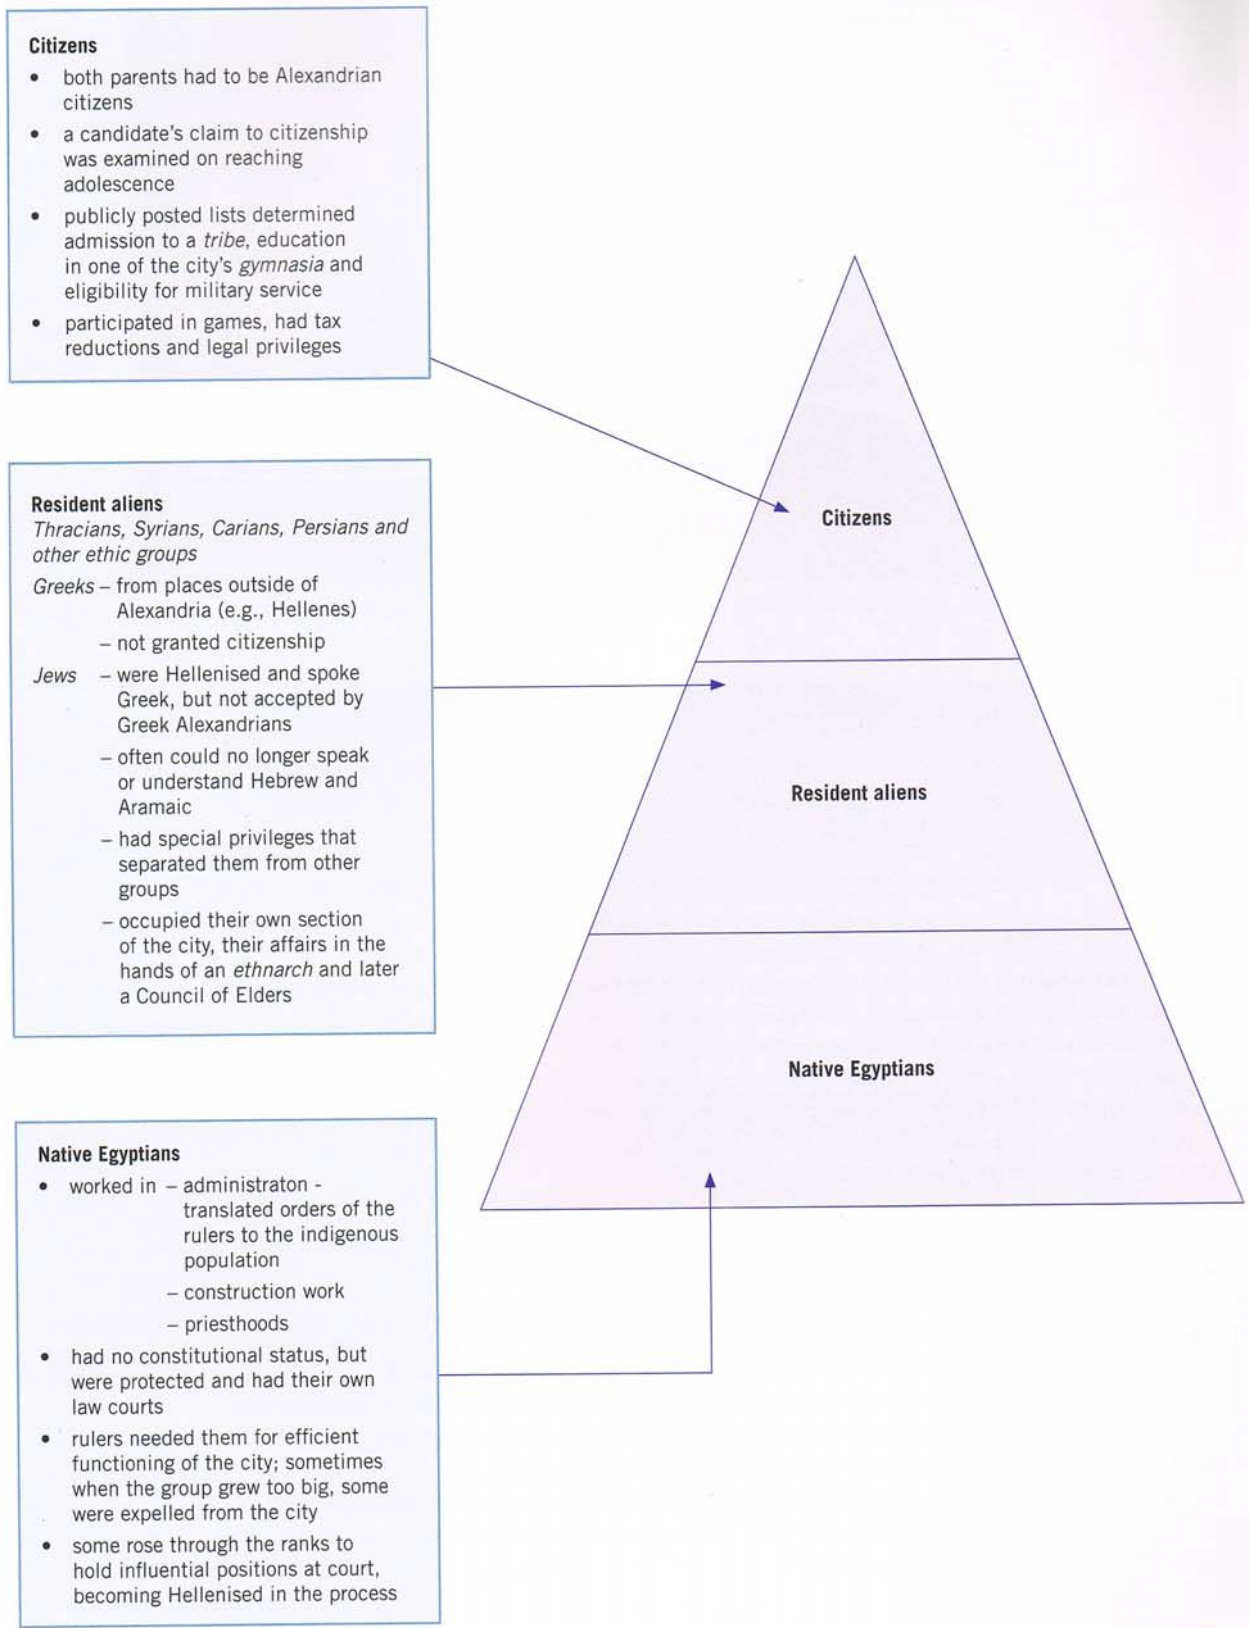 Citizens
• both parents had to be Alexandrian
citizens
• a candidate's claim to citizenship
was examined on reaching
adolescence
• publicly posted lists determined
admission to a tribe, education
in one of the city's gymnasia and
eligibility for military service
• participated in games, had tax
reductions and legal privileges
Resident aliens
Thracians, Syrians, Carians, Persians and
other ethic groups
Greeks – from places outside of
Alexandria (e.g., Hellenes)
– not granted citizenship
Jews – were Hellenised and spoke
Greek, but not accepted by
Greek Alexandrians
– often could no longer speak
or understand Hebrew and
Aramaic
– had special privileges that
separated them from other
groups
– occupied their own section
of the city, their affairs in the
hands of an ethnarch and later
a Council of Elders
Native Egyptians
• worked in – administraton -
translated orders of the
rulers to the indigenous
population
– construction work
– priesthoods
• had no constitutional status, but
were protected and had their own
law courts
• rulers needed them for efficient
functioning of the city; sometimes
when the group grew too big, some
were expelled from the city
• some rose through the ranks to
hold influential positions at court,
becoming Hellenised in the process
Citizens
Resident aliens
Native Egyptians